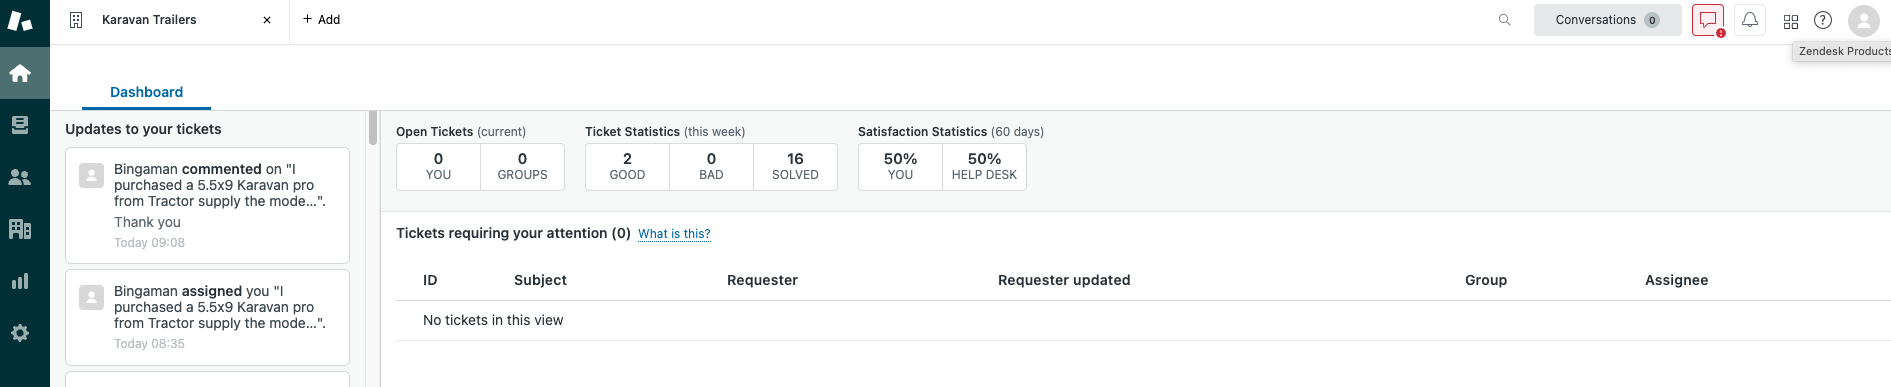 Karavan Trailers
Add
Conversations 0
Zendesk Products
Dashboard
Updates to your tickets
Bingaman commented on "I
purchased a 5.5x9 Karavan pro
from Tractor supply the mode...".
Thank you
Today 09:08
Bingaman assigned you "I
purchased a 5.5x9 Karavan pro
from Tractor supply the mode...".
Today 08:35
Open Tickets (current)
0 0
YOU GROUPS
Ticket Statistics (this week)
2 0 16
GOOD BAD SOLVED
Satisfaction Statistics (60 days)
50% 50%
YOU HELP DESK
Tickets requiring your attention (0) What is this?
ID Subject Requester Requester updated Group Assignee
No tickets in this view